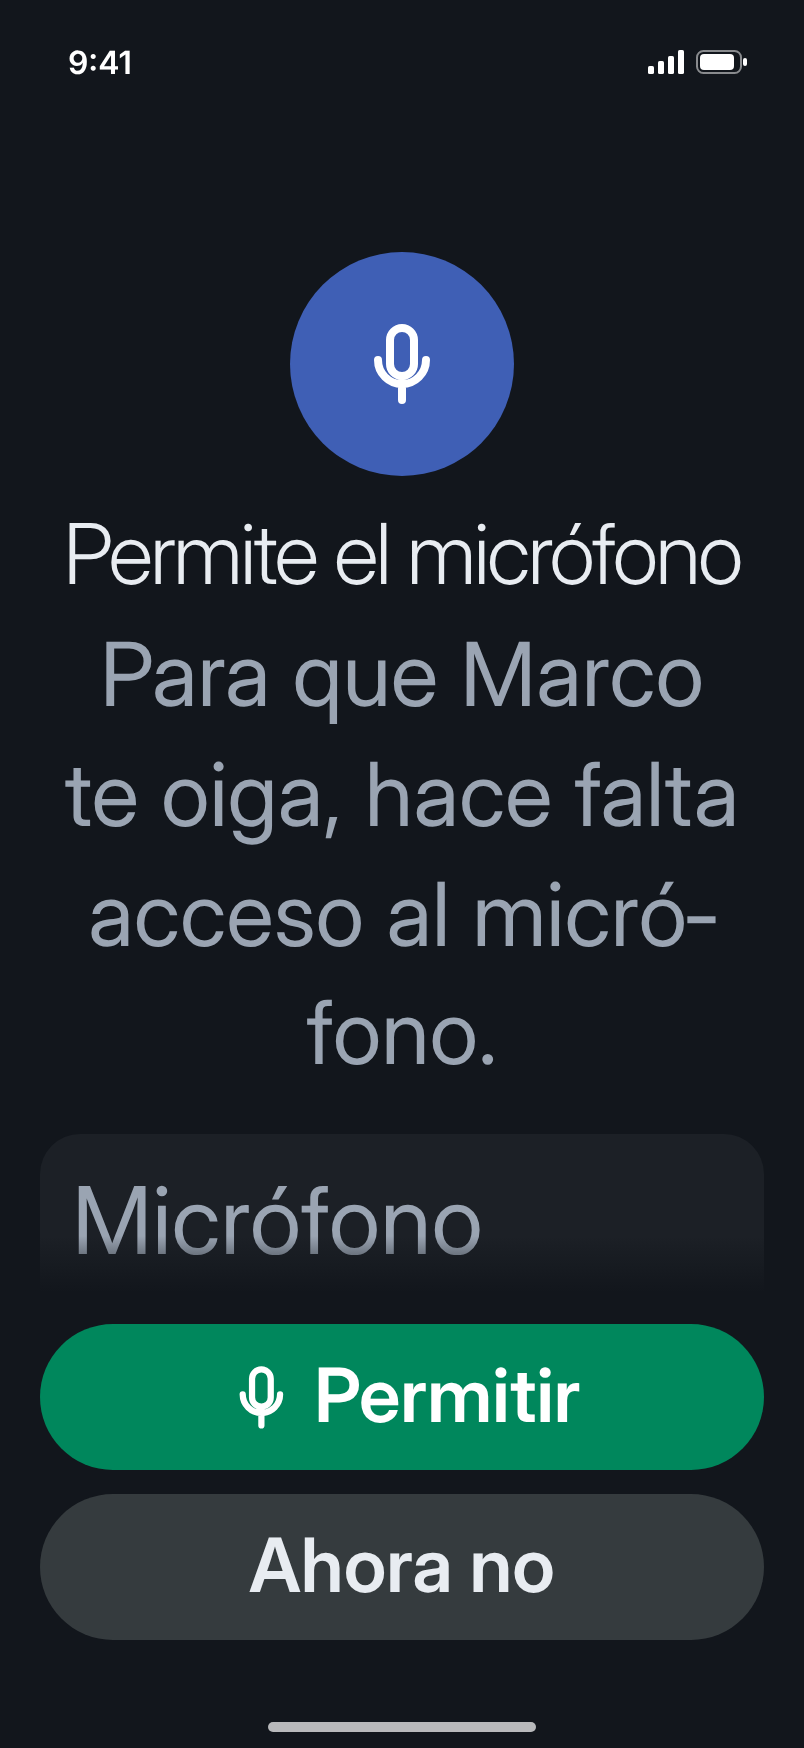 9:41
Permite el micrófono
Para que Marco
te oiga, hace falta
acceso al micró-
fono.
Micrófono
Permitir
Ahora no